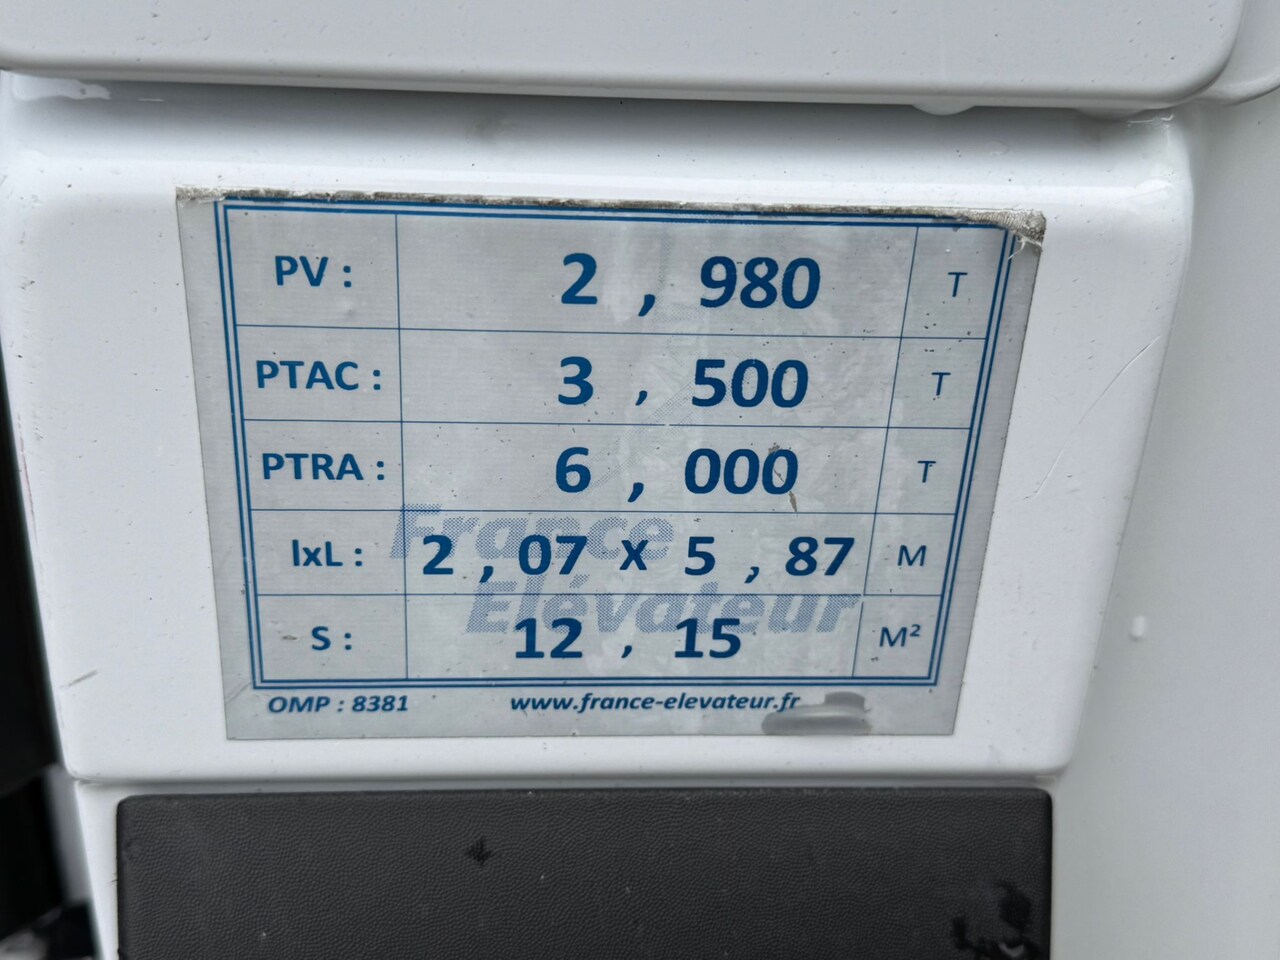 PV : 2 , 980 T
PTAC : 3 , 500 T
PTRA : 6 , 000 T
lxL : 2 , 07 X 5 , 87 M
France
Elévateur
S : 12 , 15 M²
OMP : 8381 www.france-elevateur.fr